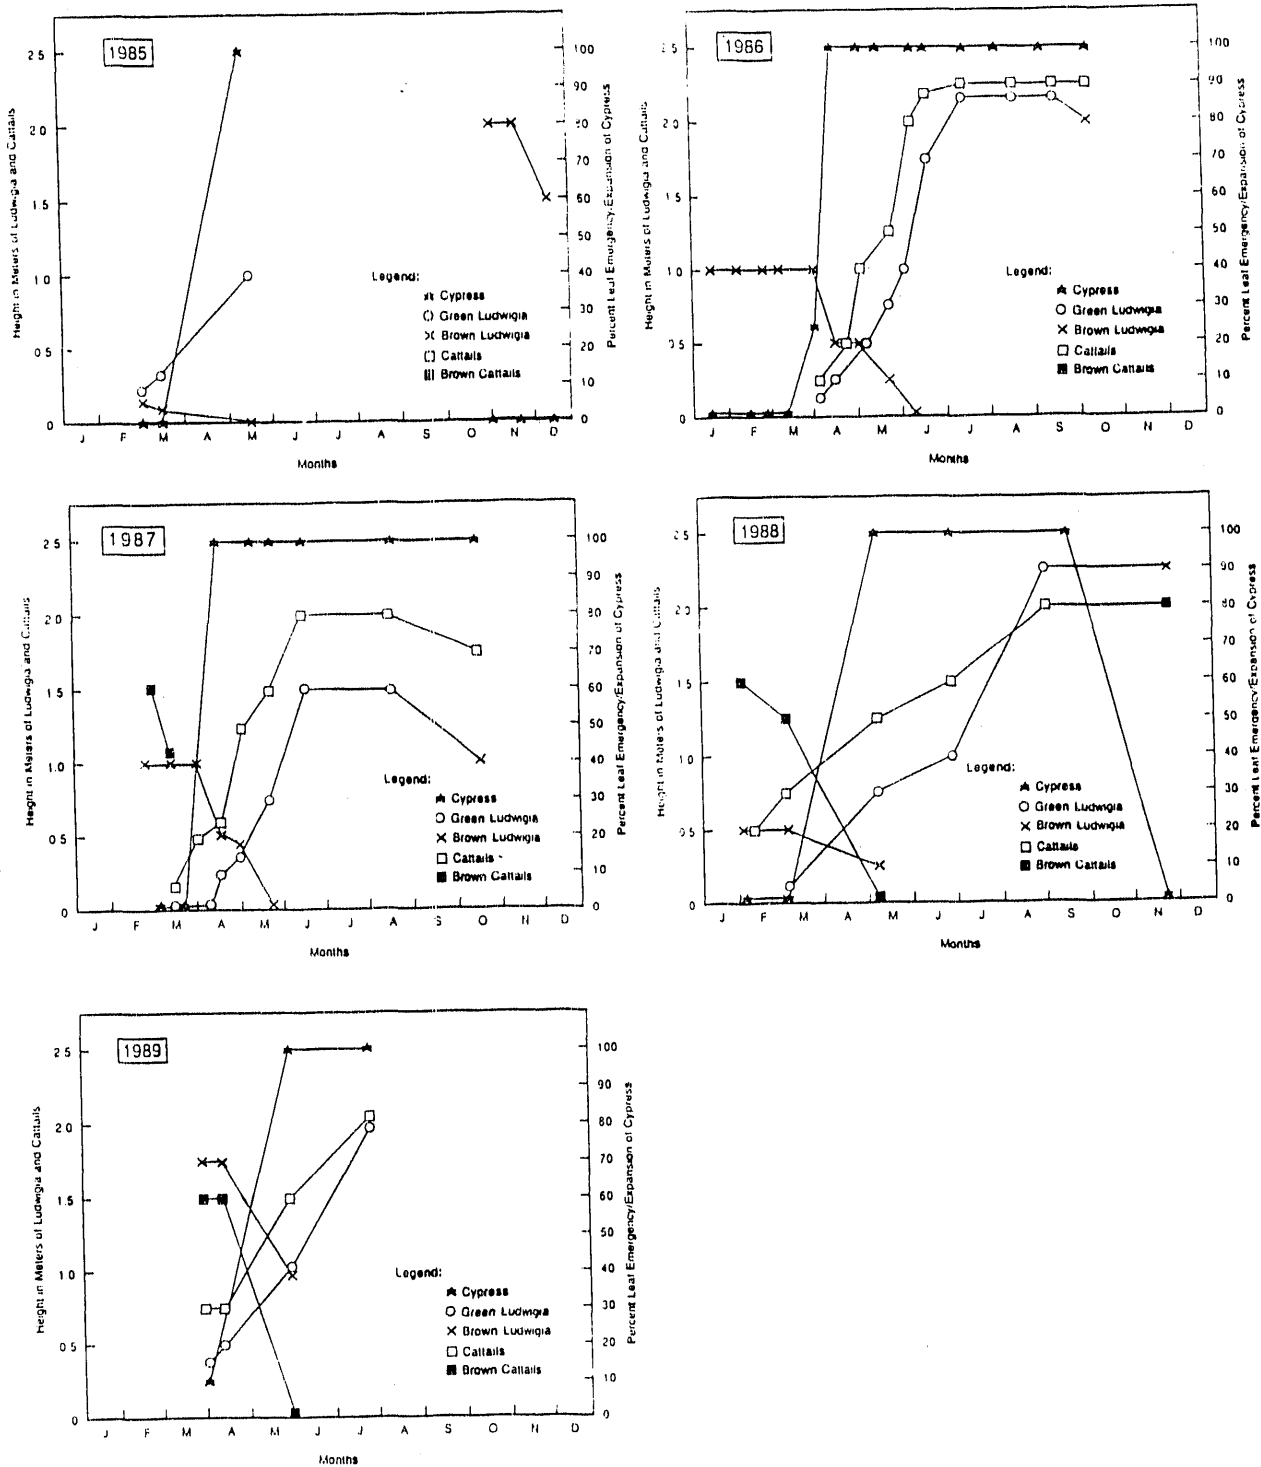 1985
Height in Meters of Ludwigia and Cattails
2.5
2.0
1.5
1.0
0.5
0
J F M A M J J A S O N D
Months
100
90
80
70
60
50
40
30
20
10
0
Percent Leaf Emergency/Expansion of Cypress
Legend:
Cypress
Green Ludwigia
Brown Ludwigia
Cattails
Brown Cattails
1986
Height in Meters of Ludwigia and Cattails
2.5
2.0
1.5
1.0
0.5
0
J F M A M J J A S O N D
Months
100
90
80
70
60
50
40
30
20
10
0
Percent Leaf Emergency/Expansion of Cypress
Legend:
Cypress
Green Ludwigia
Brown Ludwigia
Cattails
Brown Cattails
1987
Height in Meters of Ludwigia and Cattails
2.5
2.0
1.5
1.0
0.5
0
J F M A M J J A S O N D
Months
100
90
80
70
60
50
40
30
20
10
0
Percent Leaf Emergency/Expansion of Cypress
Legend:
Cypress
Green Ludwigia
Brown Ludwigia
Cattails
Brown Cattails
1988
Height in Meters of Ludwigia and Cattails
2.5
2.0
1.5
1.0
0.5
0
J F M A M J J A S O N D
Months
100
90
80
70
60
50
40
30
20
10
0
Percent Leaf Emergency/Expansion of Cypress
Legend:
Cypress
Green Ludwigia
Brown Ludwigia
Cattails
Brown Cattails
1989
Height in Meters of Ludwigia and Cattails
2.5
2.0
1.5
1.0
0.5
0
J F M A M J J A S O N D
Months
100
90
80
70
60
50
40
30
20
10
0
Percent Leaf Emergency/Expansion of Cypress
Legend:
Cypress
Green Ludwigia
Brown Ludwigia
Cattails
Brown Cattails